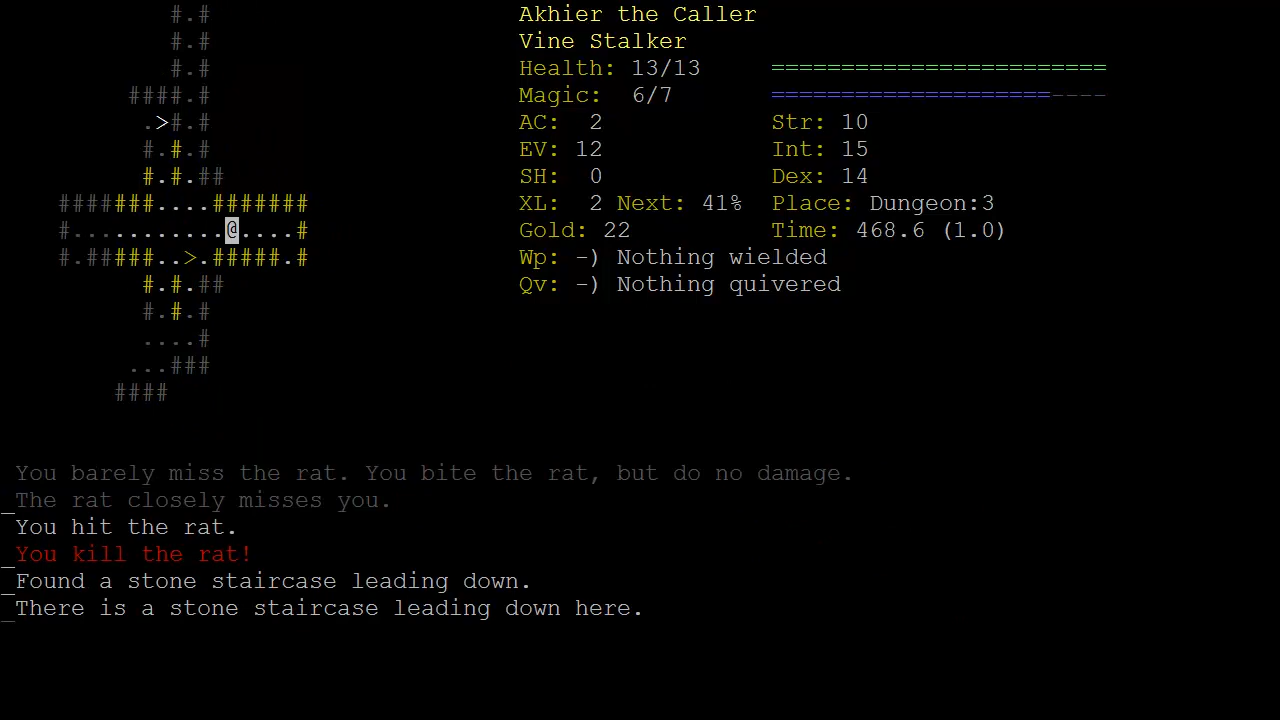 #.# Akhier the Caller
#.# Vine Stalker
#.# Health: 13/13 ========================
####.# Magic: 6/7 ====================----
.>#.# AC: 2 Str: 10
#.#.# EV: 12 Int: 15
#.#.## SH: 0 Dex: 14
#######....####### XL: 2 Next: 41% Place: Dungeon:3
#...........@....# Gold: 22 Time: 468.6 (1.0)
#.#####..>.#####.# Wp: -) Nothing wielded
#.#.## Qv: -) Nothing quivered
#.#.#
....#
...###
####
You barely miss the rat. You bite the rat, but do no damage.
_The rat closely misses you.
You hit the rat.
_You kill the rat!
_Found a stone staircase leading down.
_There is a stone staircase leading down here.